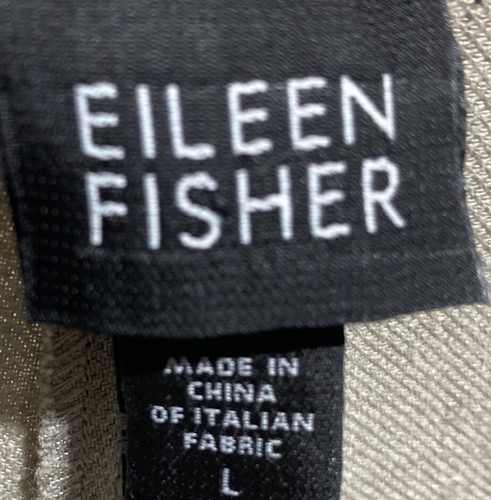 EILEEN
FISHER
MADE IN
CHINA
OF ITALIAN
FABRIC
L